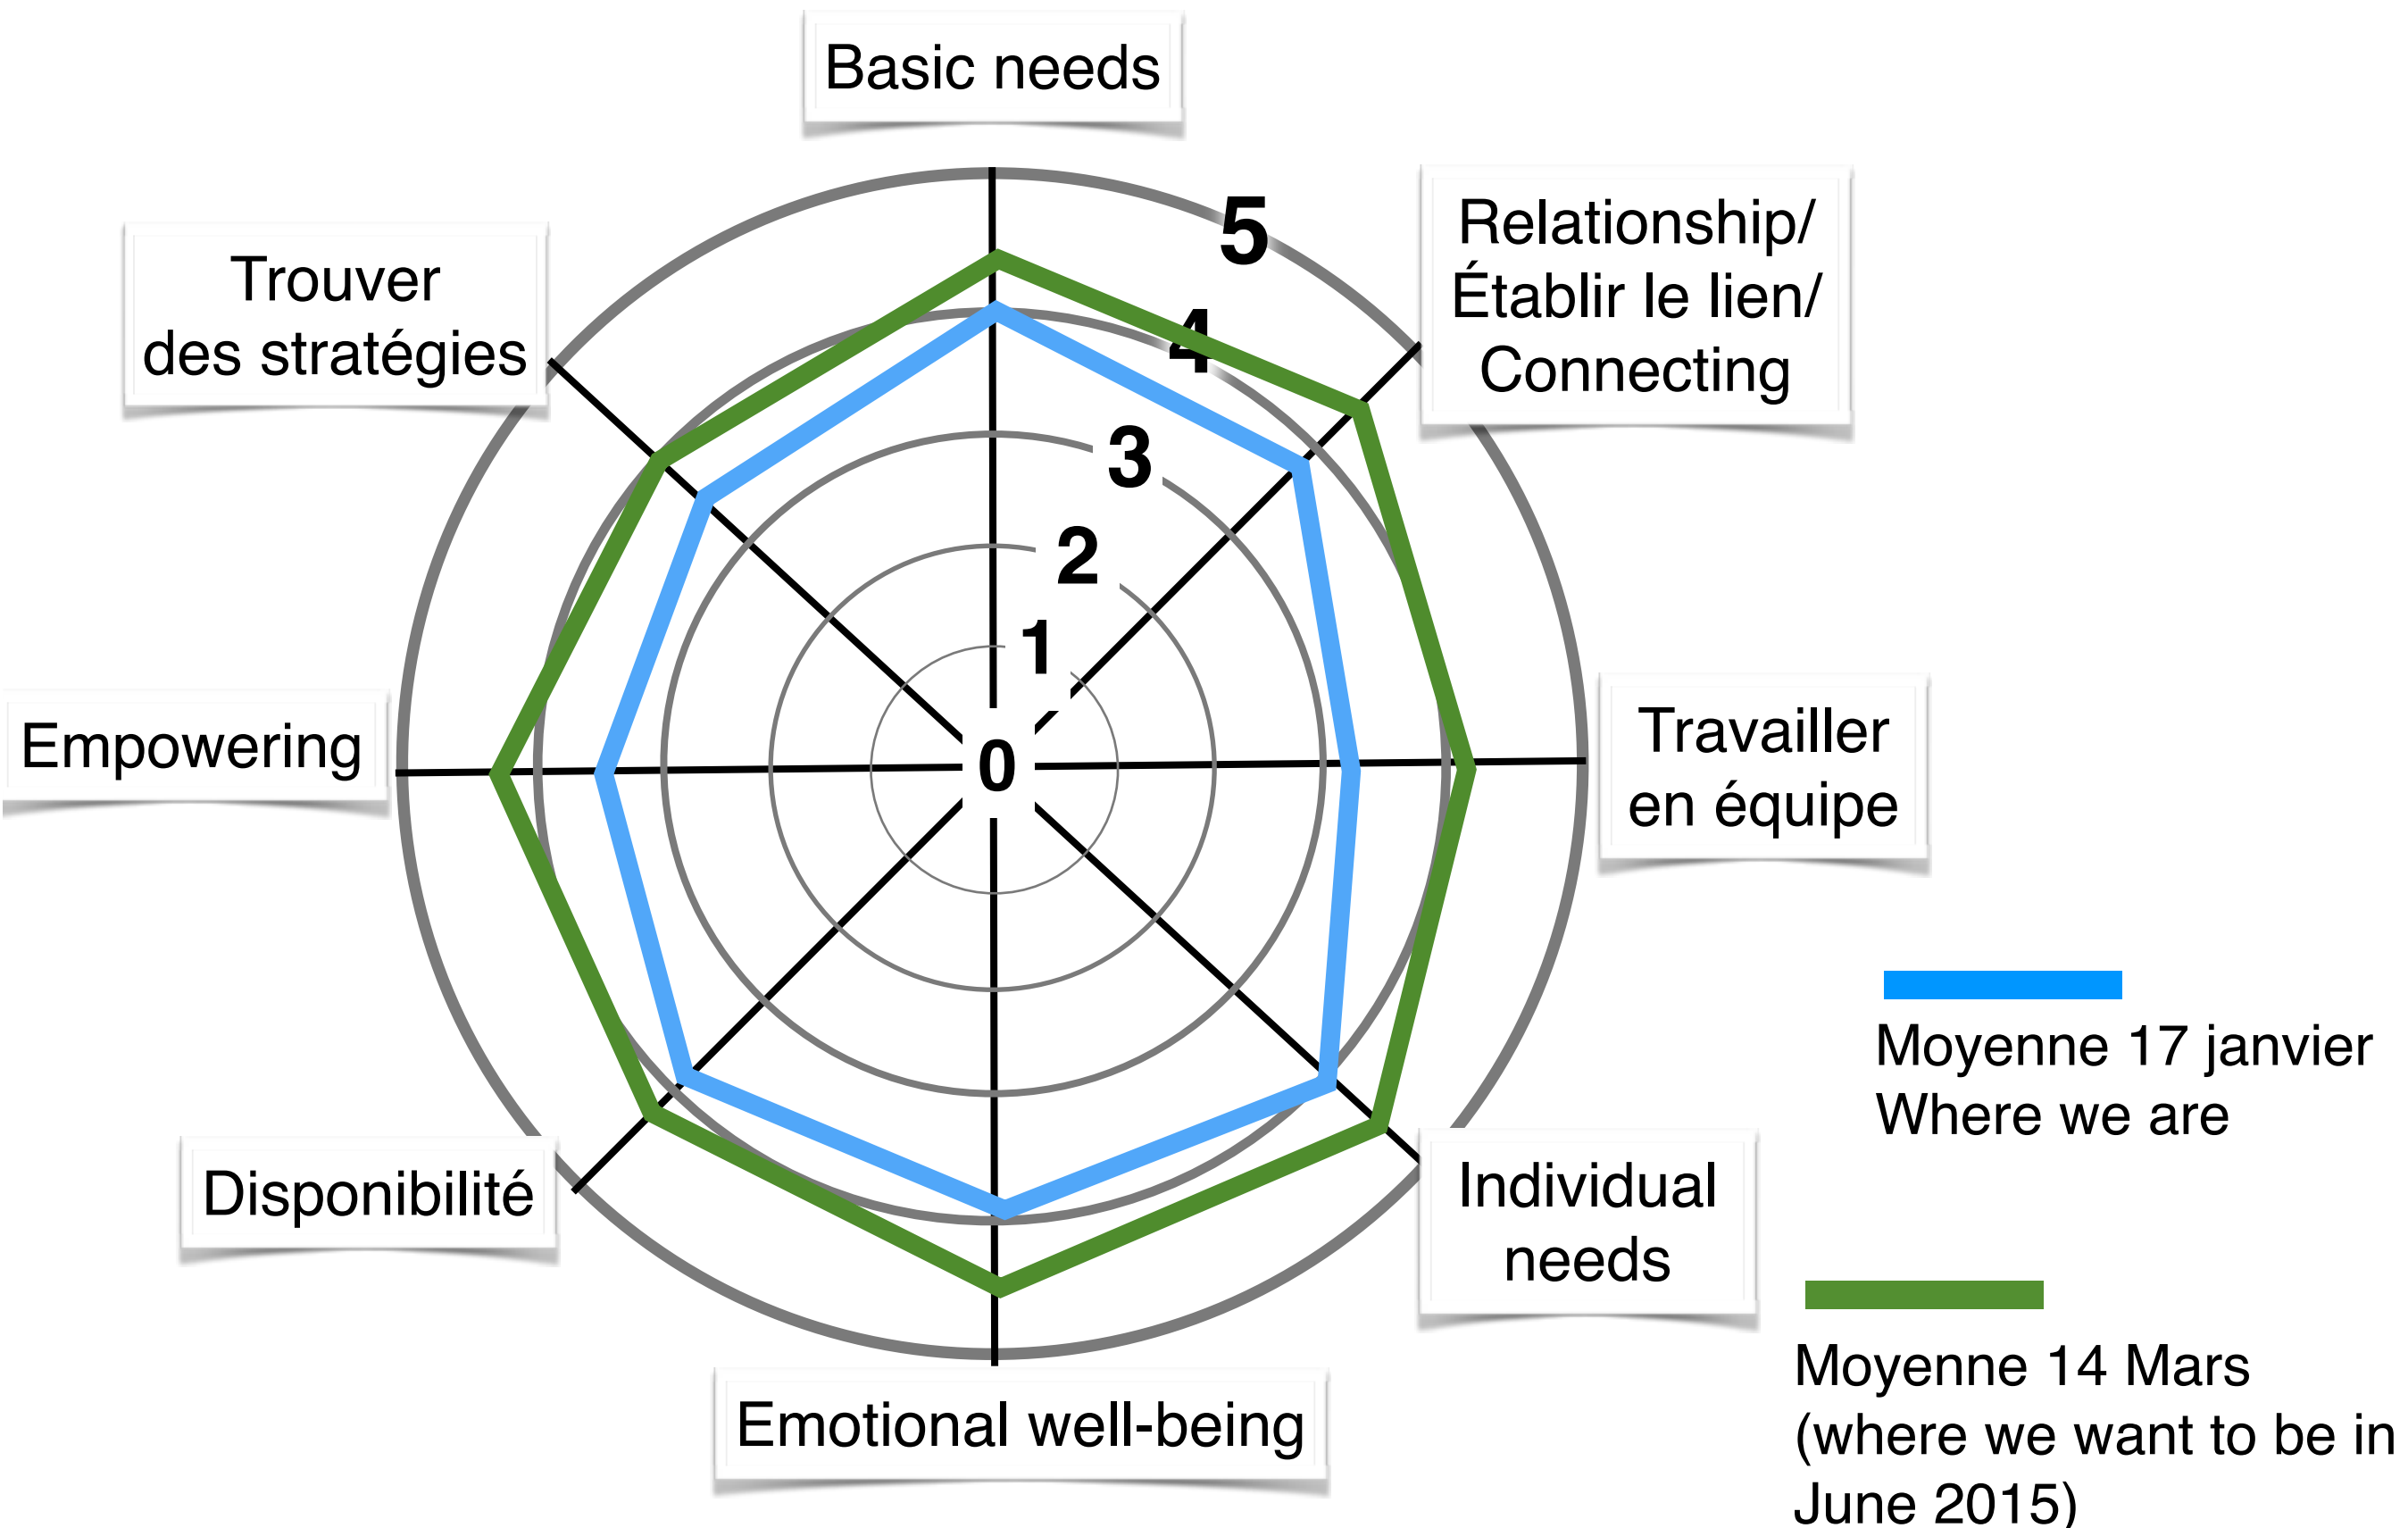 Basic needs
Relationship/
Établir le lien/
Connecting
Trouver
des stratégies
5
4
3
2
1
0
Empowering
Travailler
en équipe
Disponibilité
Individual
needs
Emotional well-being
Moyenne 17 janvier
Where we are
Moyenne 14 Mars
(where we want to be in
June 2015)